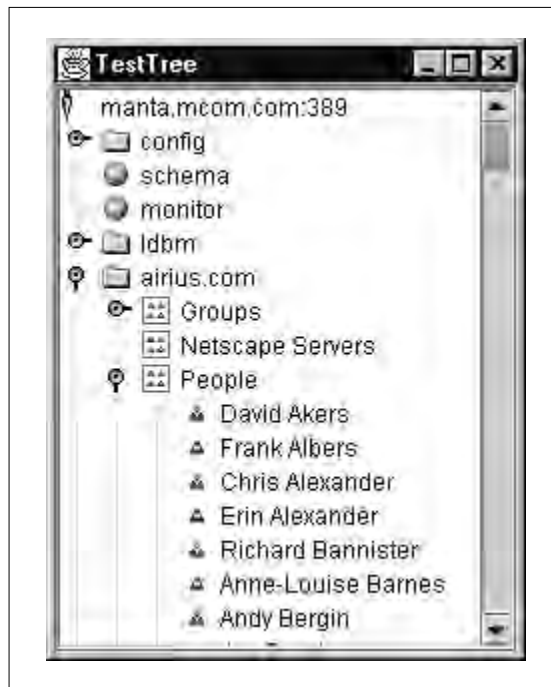 TestTree
manta.mcom.com:389
config
schema
monitor
ldbm
airius.com
Groups
Netscape Servers
People
David Akers
Frank Albers
Chris Alexander
Erin Alexander
Richard Bannister
Anne-Louise Barnes
Andy Bergin